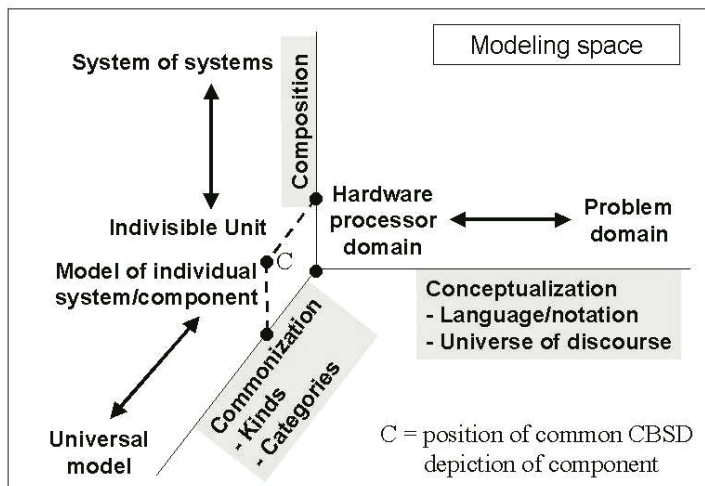 Modeling space
System of systems
Composition
Hardware
processor
domain
Problem
domain
Indivisible Unit
C
Model of individual
system/component
Conceptualization
- Language/notation
- Universe of discourse
Commonization
- Kinds
- Categories
Universal
model
C = position of common CBSD
depiction of component